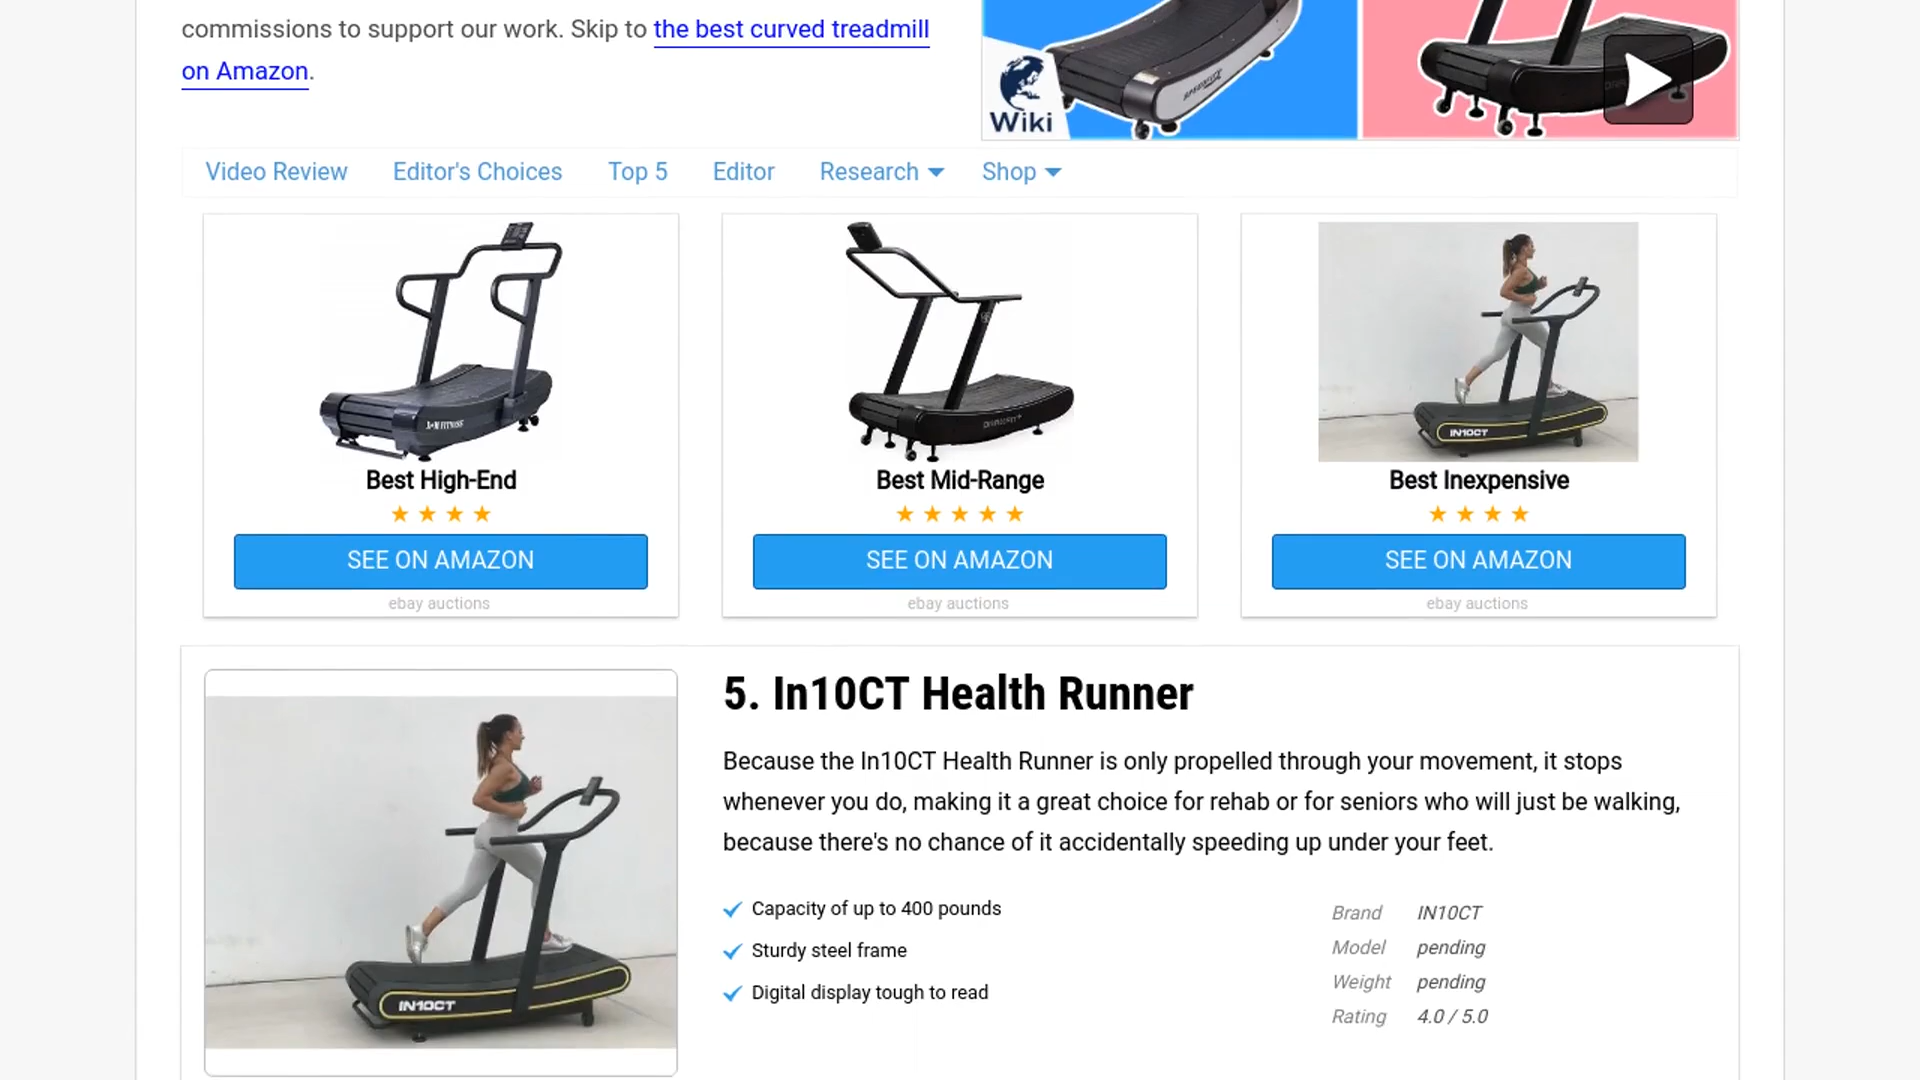 commissions to support our work. Skip to the best curved treadmill
on Amazon.
Wiki
Video Review Editor's Choices Top 5 Editor Research Shop
Best High-End
SEE ON AMAZON
ebay auctions
Best Mid-Range
SEE ON AMAZON
ebay auctions
IN10CT
Best Inexpensive
SEE ON AMAZON
ebay auctions
IN10CT
5. In10CT Health Runner
Because the In10CT Health Runner is only propelled through your movement, it stops
whenever you do, making it a great choice for rehab or for seniors who will just be walking,
because there's no chance of it accidentally speeding up under your feet.
Capacity of up to 400 pounds
Sturdy steel frame
Digital display tough to read
Brand IN10CT
Model pending
Weight pending
Rating 4.0 / 5.0